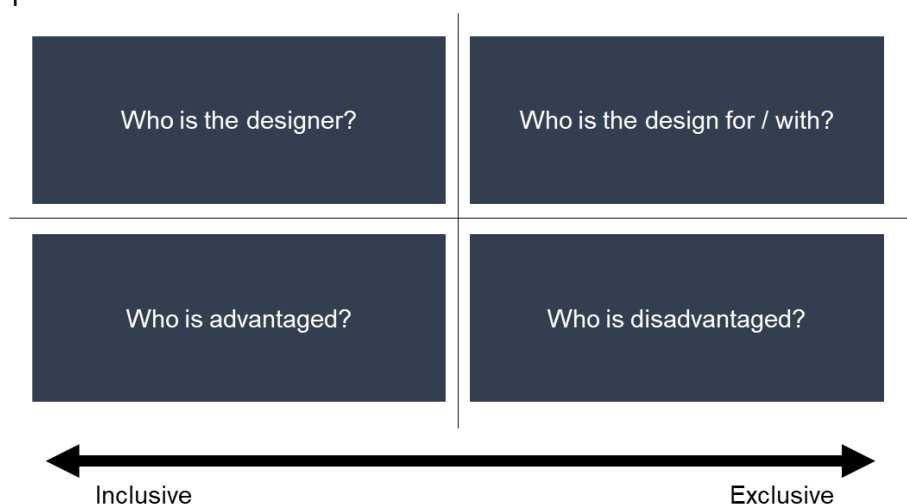 Who is the designer?
Who is the design for / with?
Who is advantaged?
Who is disadvantaged?
Inclusive
Exclusive